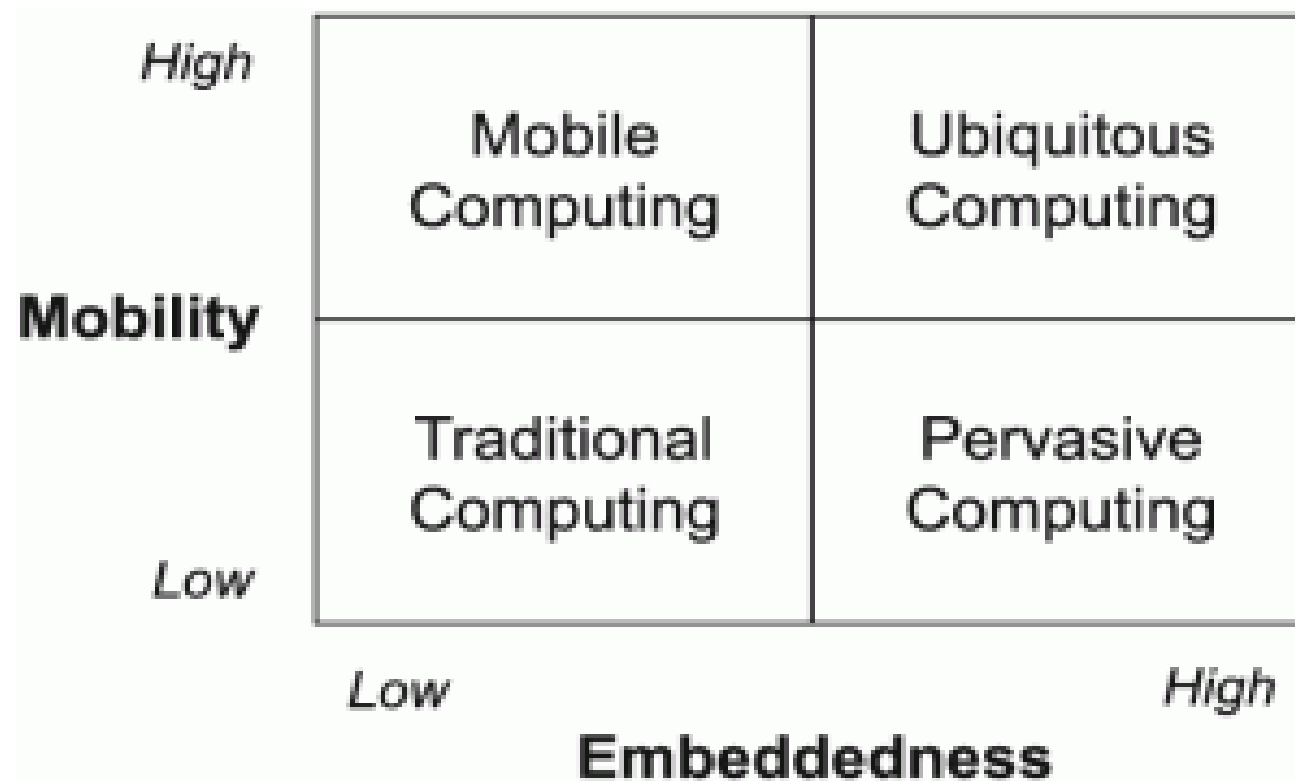 High
Mobile
Computing
Ubiquitous
Computing
Mobility
Traditional
Computing
Pervasive
Computing
Low
Low
High
Embeddedness